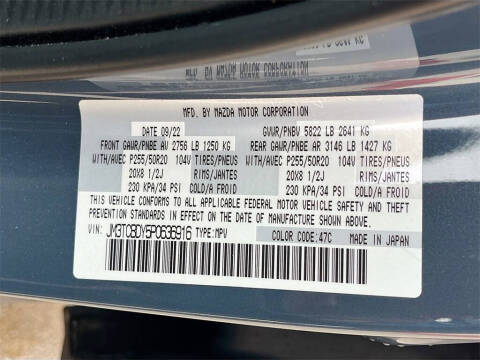 MFD. BY MAZDA MOTOR CORPORATION
DATE 09/22 GVWR/PNBV 5822 LB 2641 KG
FRONT GAWR/PNBE AV 2756 LB 1250 KG REAR GAWR/PNBE AR 3146 LB 1427 KG
WITH/AVEC P255/50R20 104V TIRES/PNEUS WITH/AVEC P255/50R20 104V TIRES/PNEUS
20X8 1/2J RIMS/JANTES 20X8 1/2J RIMS/JANTES
230 KPA/34 PSI COLD/A FROID 230 KPA/34 PSI COLD/A FROID
THIS VEHICLE CONFORMS TO ALL APPLICABLE FEDERAL MOTOR VEHICLE SAFETY AND THEFT
PREVENTION STANDARDS IN EFFECT ON THE DATE OF MANUFACTURE SHOWN ABOVE.
VIN: JM3TCBDY5P0636916 TYPE:MPV COLOR CODE:47C MADE IN JAPAN